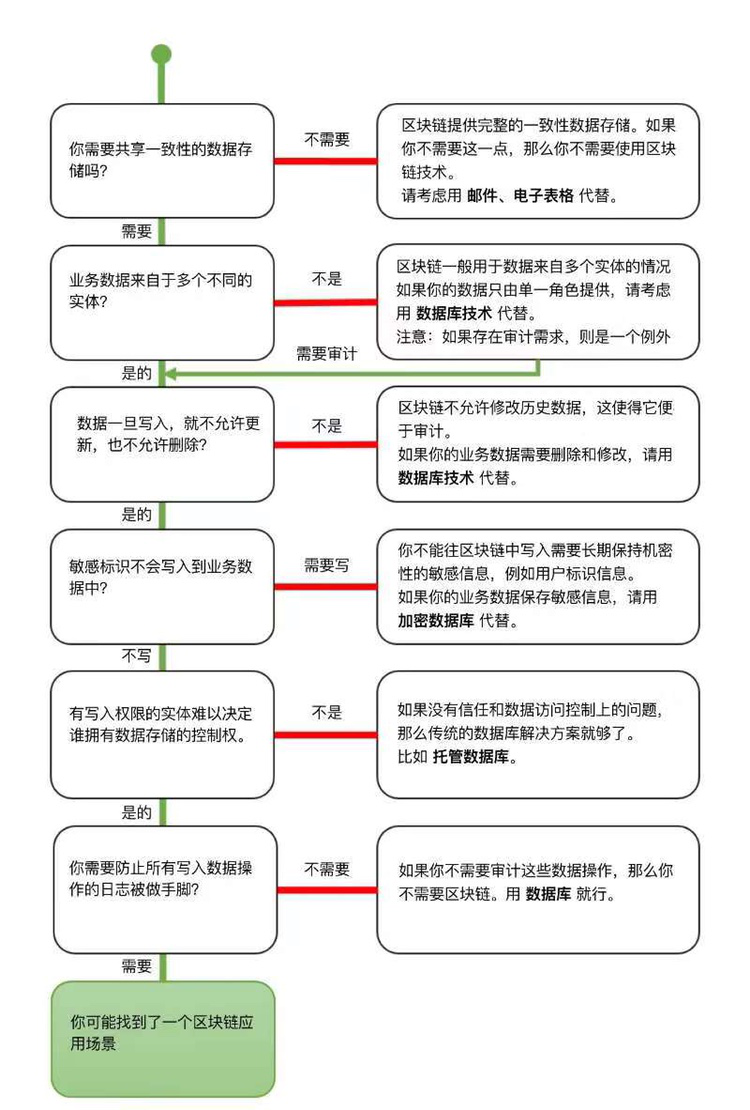 你需要共享一致性的数据存
储吗?
不需要
区块链提供完整的一致性数据存储。如果
你不需要这一点，那么你不需要使用区块
链技术。
请考虑用 邮件、电子表格 代替。
需要
业务数据来自于多个不同的
实体?
不是
区块链一般用于数据来自多个实体的情况
如果你的数据只由单一角色提供，请考虑
用 数据库技术 代替。
注意：如果存在审计需求，则是一个例外
需要审计
是的
数据一旦写入，就不允许更
新，也不允许删除?
不是
区块链不允许修改历史数据，这使得它便
于审计。
如果你的业务数据需要删除和修改，请用
数据库技术 代替。
是的
敏感标识不会写入到业务数
据中?
需要写
你不能往区块链中写入需要长期保持机密
性的敏感信息，例如用户标识信息。
如果你的业务数据保存敏感信息，请用
加密数据库 代替。
不写
有写入权限的实体难以决定
谁拥有数据存储的控制权。
不是
如果没有信任和数据访问控制上的问题，
那么传统的数据库解决方案就够了。
比如 托管数据库。
是的
你需要防止所有写入数据操
作的日志被做手脚?
不需要
如果你不需要审计这些数据操作，那么你
不需要区块链。用 数据库 就行。
需要
你可能找到了一个区块链应
用场景